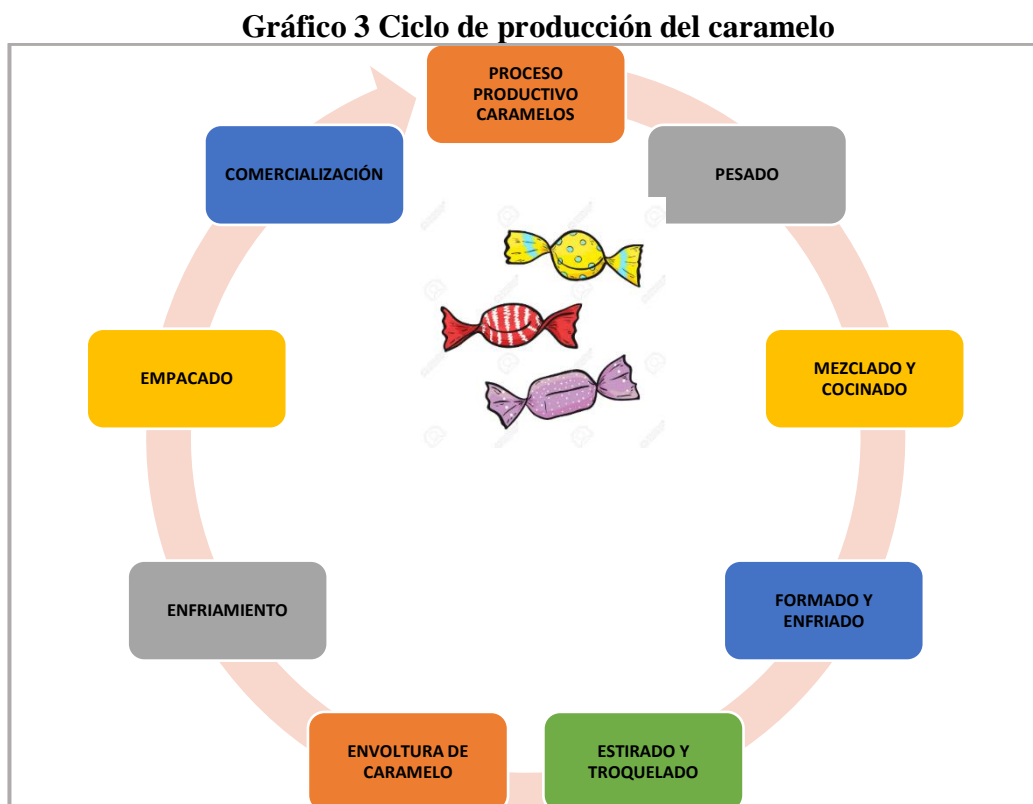 Gráfico 3 Ciclo de producción del caramelo
PROCESO
PRODUCTIVO
CARAMELOS
PESADO
MEZCLADO Y
COCINADO
FORMADO Y
ENFRIADO
ESTIRADO Y
TROQUELADO
ENVOLTURA DE
CARAMELO
ENFRIAMIENTO
EMPACADO
COMERCIALIZACIÓN